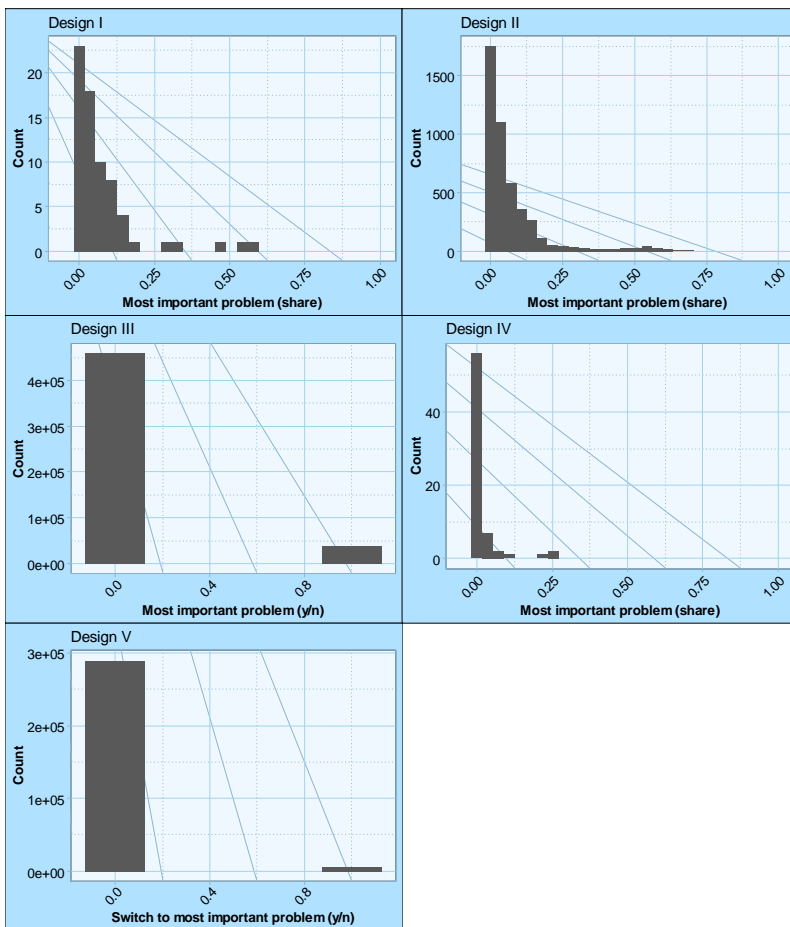 Design I
Count
20
15
10
5
0
0.00
0.25
0.50
0.75
1.00
Most important problem (share)
Design II
Count
1500
1000
500
0
0.00
0.25
0.50
0.75
1.00
Most important problem (share)
Design III
Count
4e+05
3e+05
2e+05
1e+05
0e+00
0.0
0.4
0.8
Most important problem (y/n)
Design IV
Count
40
20
0
0.00
0.25
0.50
0.75
1.00
Most important problem (share)
Design V
Count
3e+05
2e+05
1e+05
0e+00
0.0
0.4
0.8
Switch to most important problem (y/n)